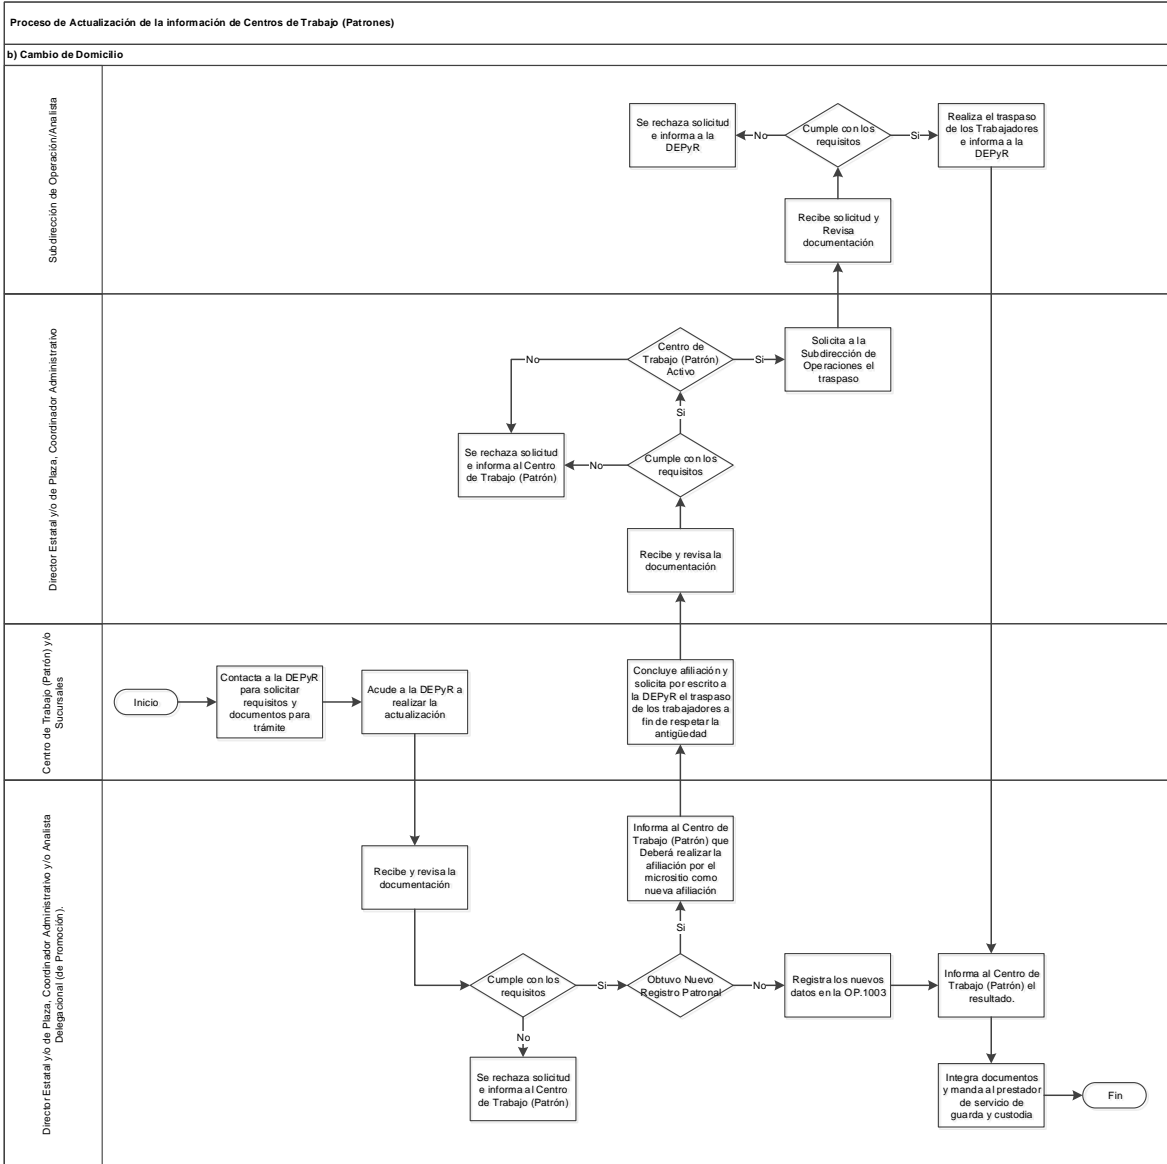 Proceso de Actualización de la información de Centros de Trabajo (Patrones)
b) Cambio de Domicilio
Subdirección de Operación/Analista
Se rechaza solicitud
e informa a la
DEPyR
No
Cumple con los
requisitos
Si
Realiza el traspaso
de los Trabajadores
e informa a la
DEPyR
Recibe solicitud y
Revisa
documentación
Director Estatal y/o de Plaza, Coordinador Administrativo
No
Centro de
Trabajo (Patrón)
Activo
Si
Solicita a la
Subdirección de
Operaciones el
traspaso
Si
Se rechaza solicitud
e informa al Centro
de Trabajo (Patrón)
No
Cumple con los
requisitos
Recibe y revisa la
documentación
Centro de Trabajo (Patrón) y/o
Sucursales
Inicio
Contacta a la DEPyR
para solicitar
requisitos y
documentos para
trámite
Acude a la DEPyR a
realizar la
actualización
Concluye afiliación y
solicita por escrito a
la DEPyR el traspaso
de los trabajadores a
fin de respetar la
antigüedad
Director Estatal y/o de Plaza, Coordinador Administrativo y/o Analista
Delegacional (de Promoción).
Recibe y revisa la
documentación
Informa al Centro de
Trabajo (Patrón) que
Deberá realizar la
afiliación por el
micrositio como
nueva afiliación
Si
Cumple con los
requisitos
Si
Obtuvo Nuevo
Registro Patronal
No
Registra los nuevos
datos en la OP.1003
Informa al Centro de
Trabajo (Patrón) el
resultado.
No
Se rechaza solicitud
e informa al Centro
de Trabajo (Patrón)
Integra documentos
y manda al prestador
de servicio de
guarda y custodia
Fin